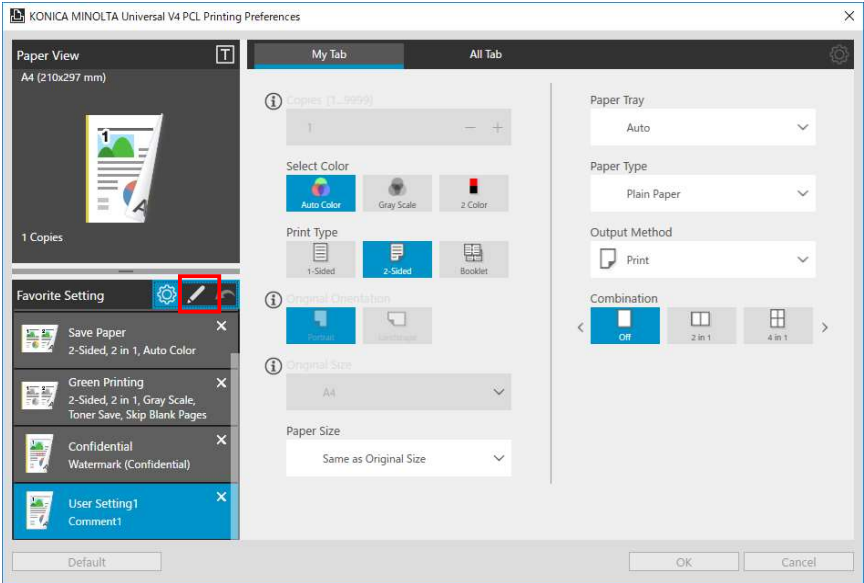 KONICA MINOLTA Universal V4 PCL Printing Preferences
Paper View
T
A4 (210x297 mm)
1
A
1 Copies
Favorite Setting
Save Paper
2-Sided, 2 in 1, Auto Color
Green Printing
2-Sided, 2 in 1, Gray Scale,
Toner Save, Skip Blank Pages
Confidential
Watermark (Confidential)
User Setting1
Comment1
My Tab
All Tab
Copies (1...9999)
1
Select Color
Auto Color
Gray Scale
2 Color
Print Type
1-Sided
2-Sided
Booklet
Original Orientation
Portrait
Landscape
Original Size
A4
Paper Size
Same as Original Size
Paper Tray
Auto
Paper Type
Plain Paper
Output Method
Print
Combination
Off
2 in 1
4 in 1
Default
OK
Cancel